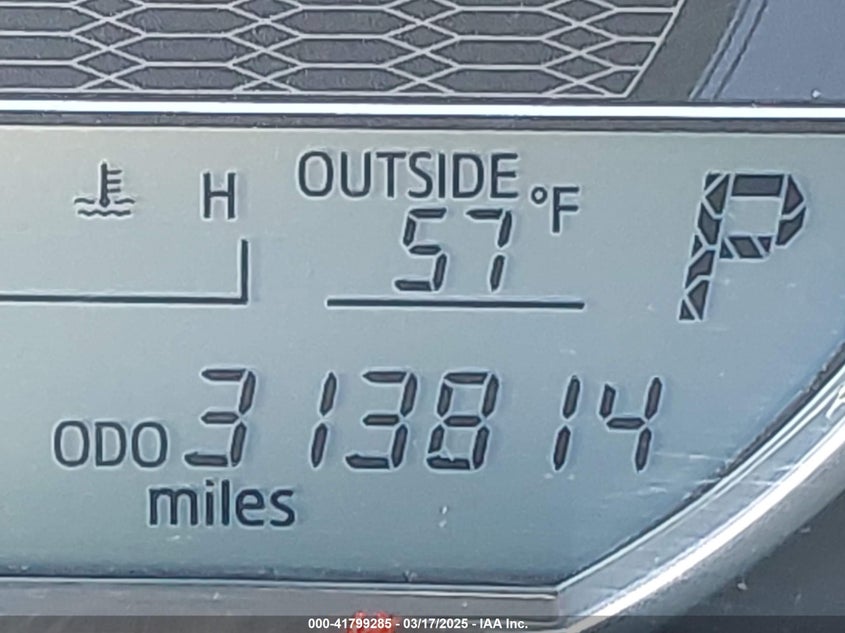 H OUTSIDE °F P
57
ODO 313814
miles
000-41799285 - 03/17/2025 - IAA Inc.